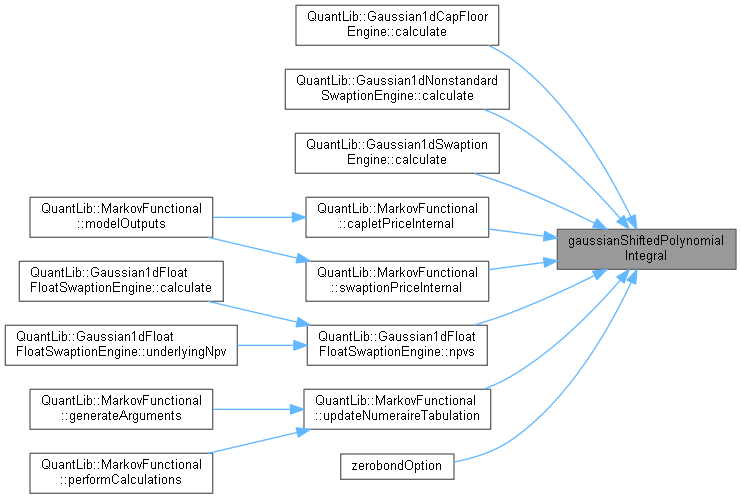 QuantLib::Gaussian1dCapFloor
Engine::calculate
QuantLib::Gaussian1dNonstandard
SwaptionEngine::calculate
QuantLib::Gaussian1dSwaption
Engine::calculate
QuantLib::MarkovFunctional
::modelOutputs
QuantLib::MarkovFunctional
::capletPriceInternal
gaussianShiftedPolynomial
Integral
QuantLib::Gaussian1dFloat
FloatSwaptionEngine::calculate
QuantLib::MarkovFunctional
::swaptionPriceInternal
QuantLib::Gaussian1dFloat
FloatSwaptionEngine::underlyingNpv
QuantLib::Gaussian1dFloat
FloatSwaptionEngine::npvs
QuantLib::MarkovFunctional
::generateArguments
QuantLib::MarkovFunctional
::updateNumeraireTabulation
QuantLib::MarkovFunctional
::performCalculations
zerobondOption